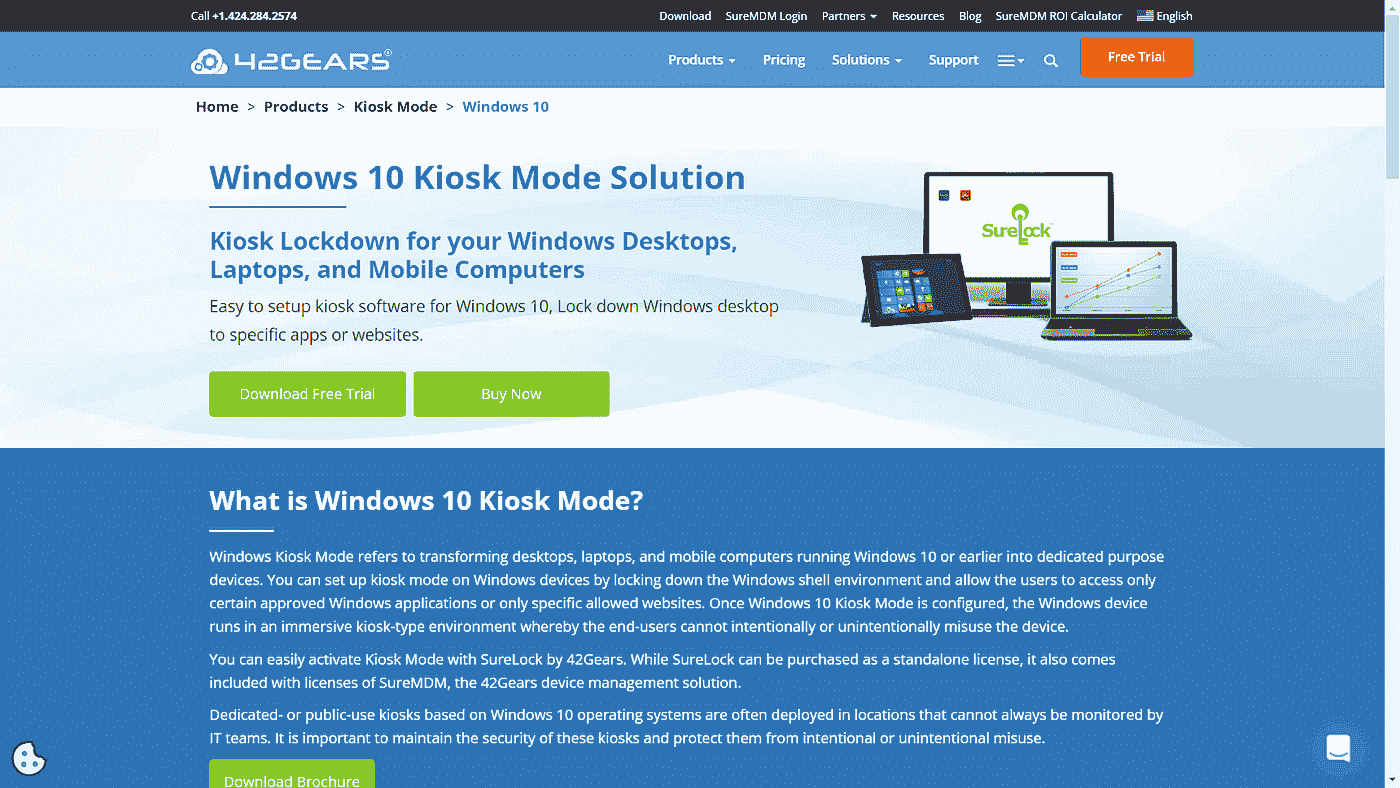 Call +1.424.284.2574
Download SureMDM Login Partners Resources Blog SureMDM ROI Calculator English
42GEARS®
Products Pricing Solutions Support Free Trial
Home > Products > Kiosk Mode > Windows 10
Windows 10 Kiosk Mode Solution
Kiosk Lockdown for your Windows Desktops,
Laptops, and Mobile Computers
Easy to setup kiosk software for Windows 10, Lock down Windows desktop
to specific apps or websites.
Download Free Trial Buy Now
SureLock
What is Windows 10 Kiosk Mode?
Windows Kiosk Mode refers to transforming desktops, laptops, and mobile computers running Windows 10 or earlier into dedicated purpose
devices. You can set up kiosk mode on Windows devices by locking down the Windows shell environment and allow the users to access only
certain approved Windows applications or only specific allowed websites. Once Windows 10 Kiosk Mode is configured, the Windows device
runs in an immersive kiosk-type environment whereby the end-users cannot intentionally or unintentionally misuse the device.
You can easily activate Kiosk Mode with SureLock by 42Gears. While SureLock can be purchased as a standalone license, it also comes
included with licenses of SureMDM, the 42Gears device management solution.
Dedicated- or public-use kiosks based on Windows 10 operating systems are often deployed in locations that cannot always be monitored by
IT teams. It is important to maintain the security of these kiosks and protect them from intentional or unintentional misuse.
Download Brochure